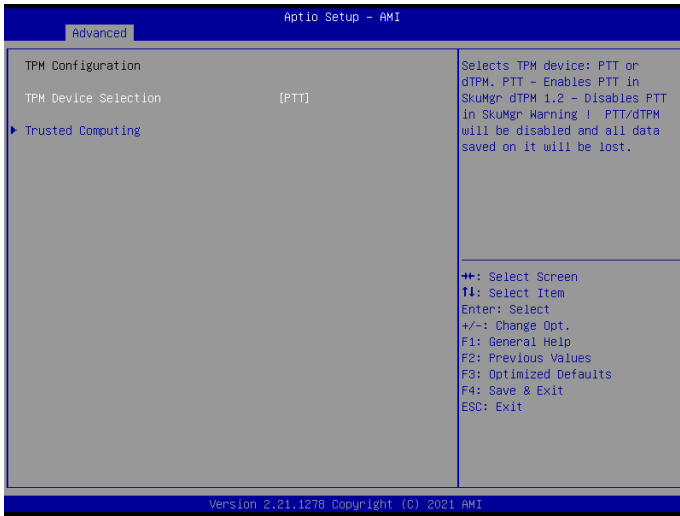 Aptio Setup – AMI
Advanced
TPM Configuration
TPM Device Selection [PTT]
Trusted Computing
Selects TPM device: PTT or
dTPM. PTT – Enables PTT in
SkuMgr dTPM 1.2 – Disables PTT
in SkuMgr Warning ! PTT/dTPM
will be disabled and all data
saved on it will be lost.
→←: Select Screen
↑↓: Select Item
Enter: Select
+/-: Change Opt.
F1: General Help
F2: Previous Values
F3: Optimized Defaults
F4: Save & Exit
ESC: Exit
Version 2.21.1278 Copyright (C) 2021 AMI